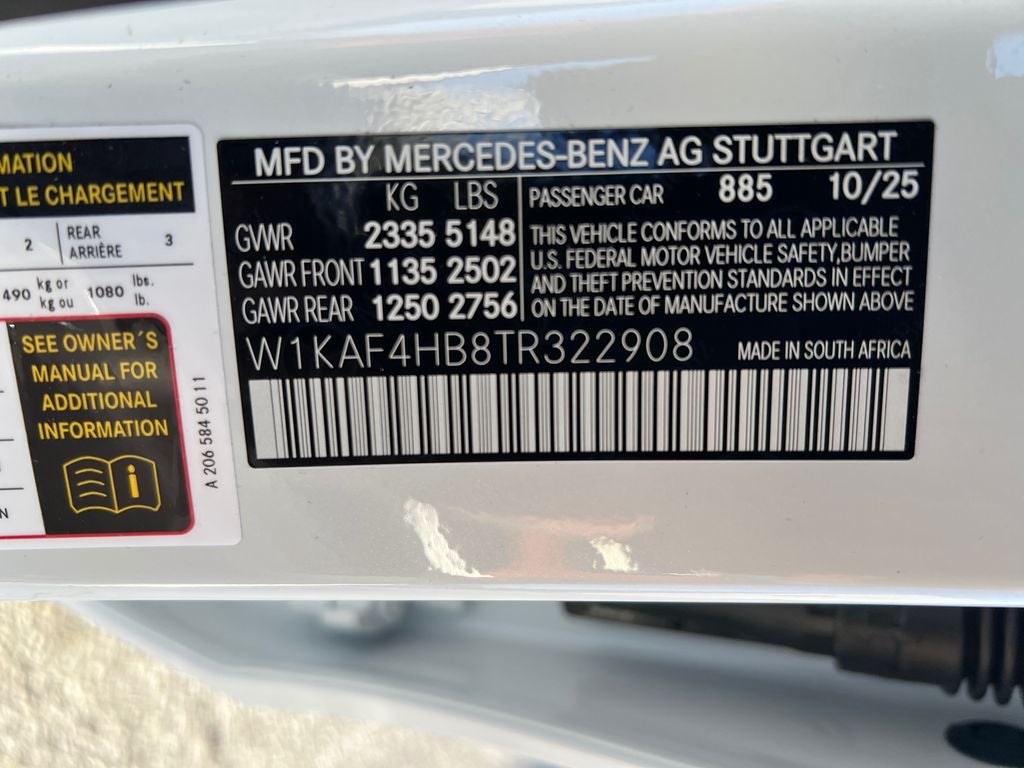 MATION
T LE CHARGEMENT
2 REAR ARRIÈRE 3
490 kg or kg ou 1080 lbs. lb.
SEE OWNER´S
MANUAL FOR
ADDITIONAL
INFORMATION
A 206 584 50 11
N
MFD BY MERCEDES-BENZ AG STUTTGART
KG LBS
GVWR 2335 5148
GAWR FRONT 1135 2502
GAWR REAR 1250 2756
PASSENGER CAR 885 10/25
THIS VEHICLE CONFORMS TO ALL APPLICABLE
U.S. FEDERAL MOTOR VEHICLE SAFETY,BUMPER
AND THEFT PREVENTION STANDARDS IN EFFECT
ON THE DATE OF MANUFACTURE SHOWN ABOVE
W1KAF4HB8TR322908 MADE IN SOUTH AFRICA